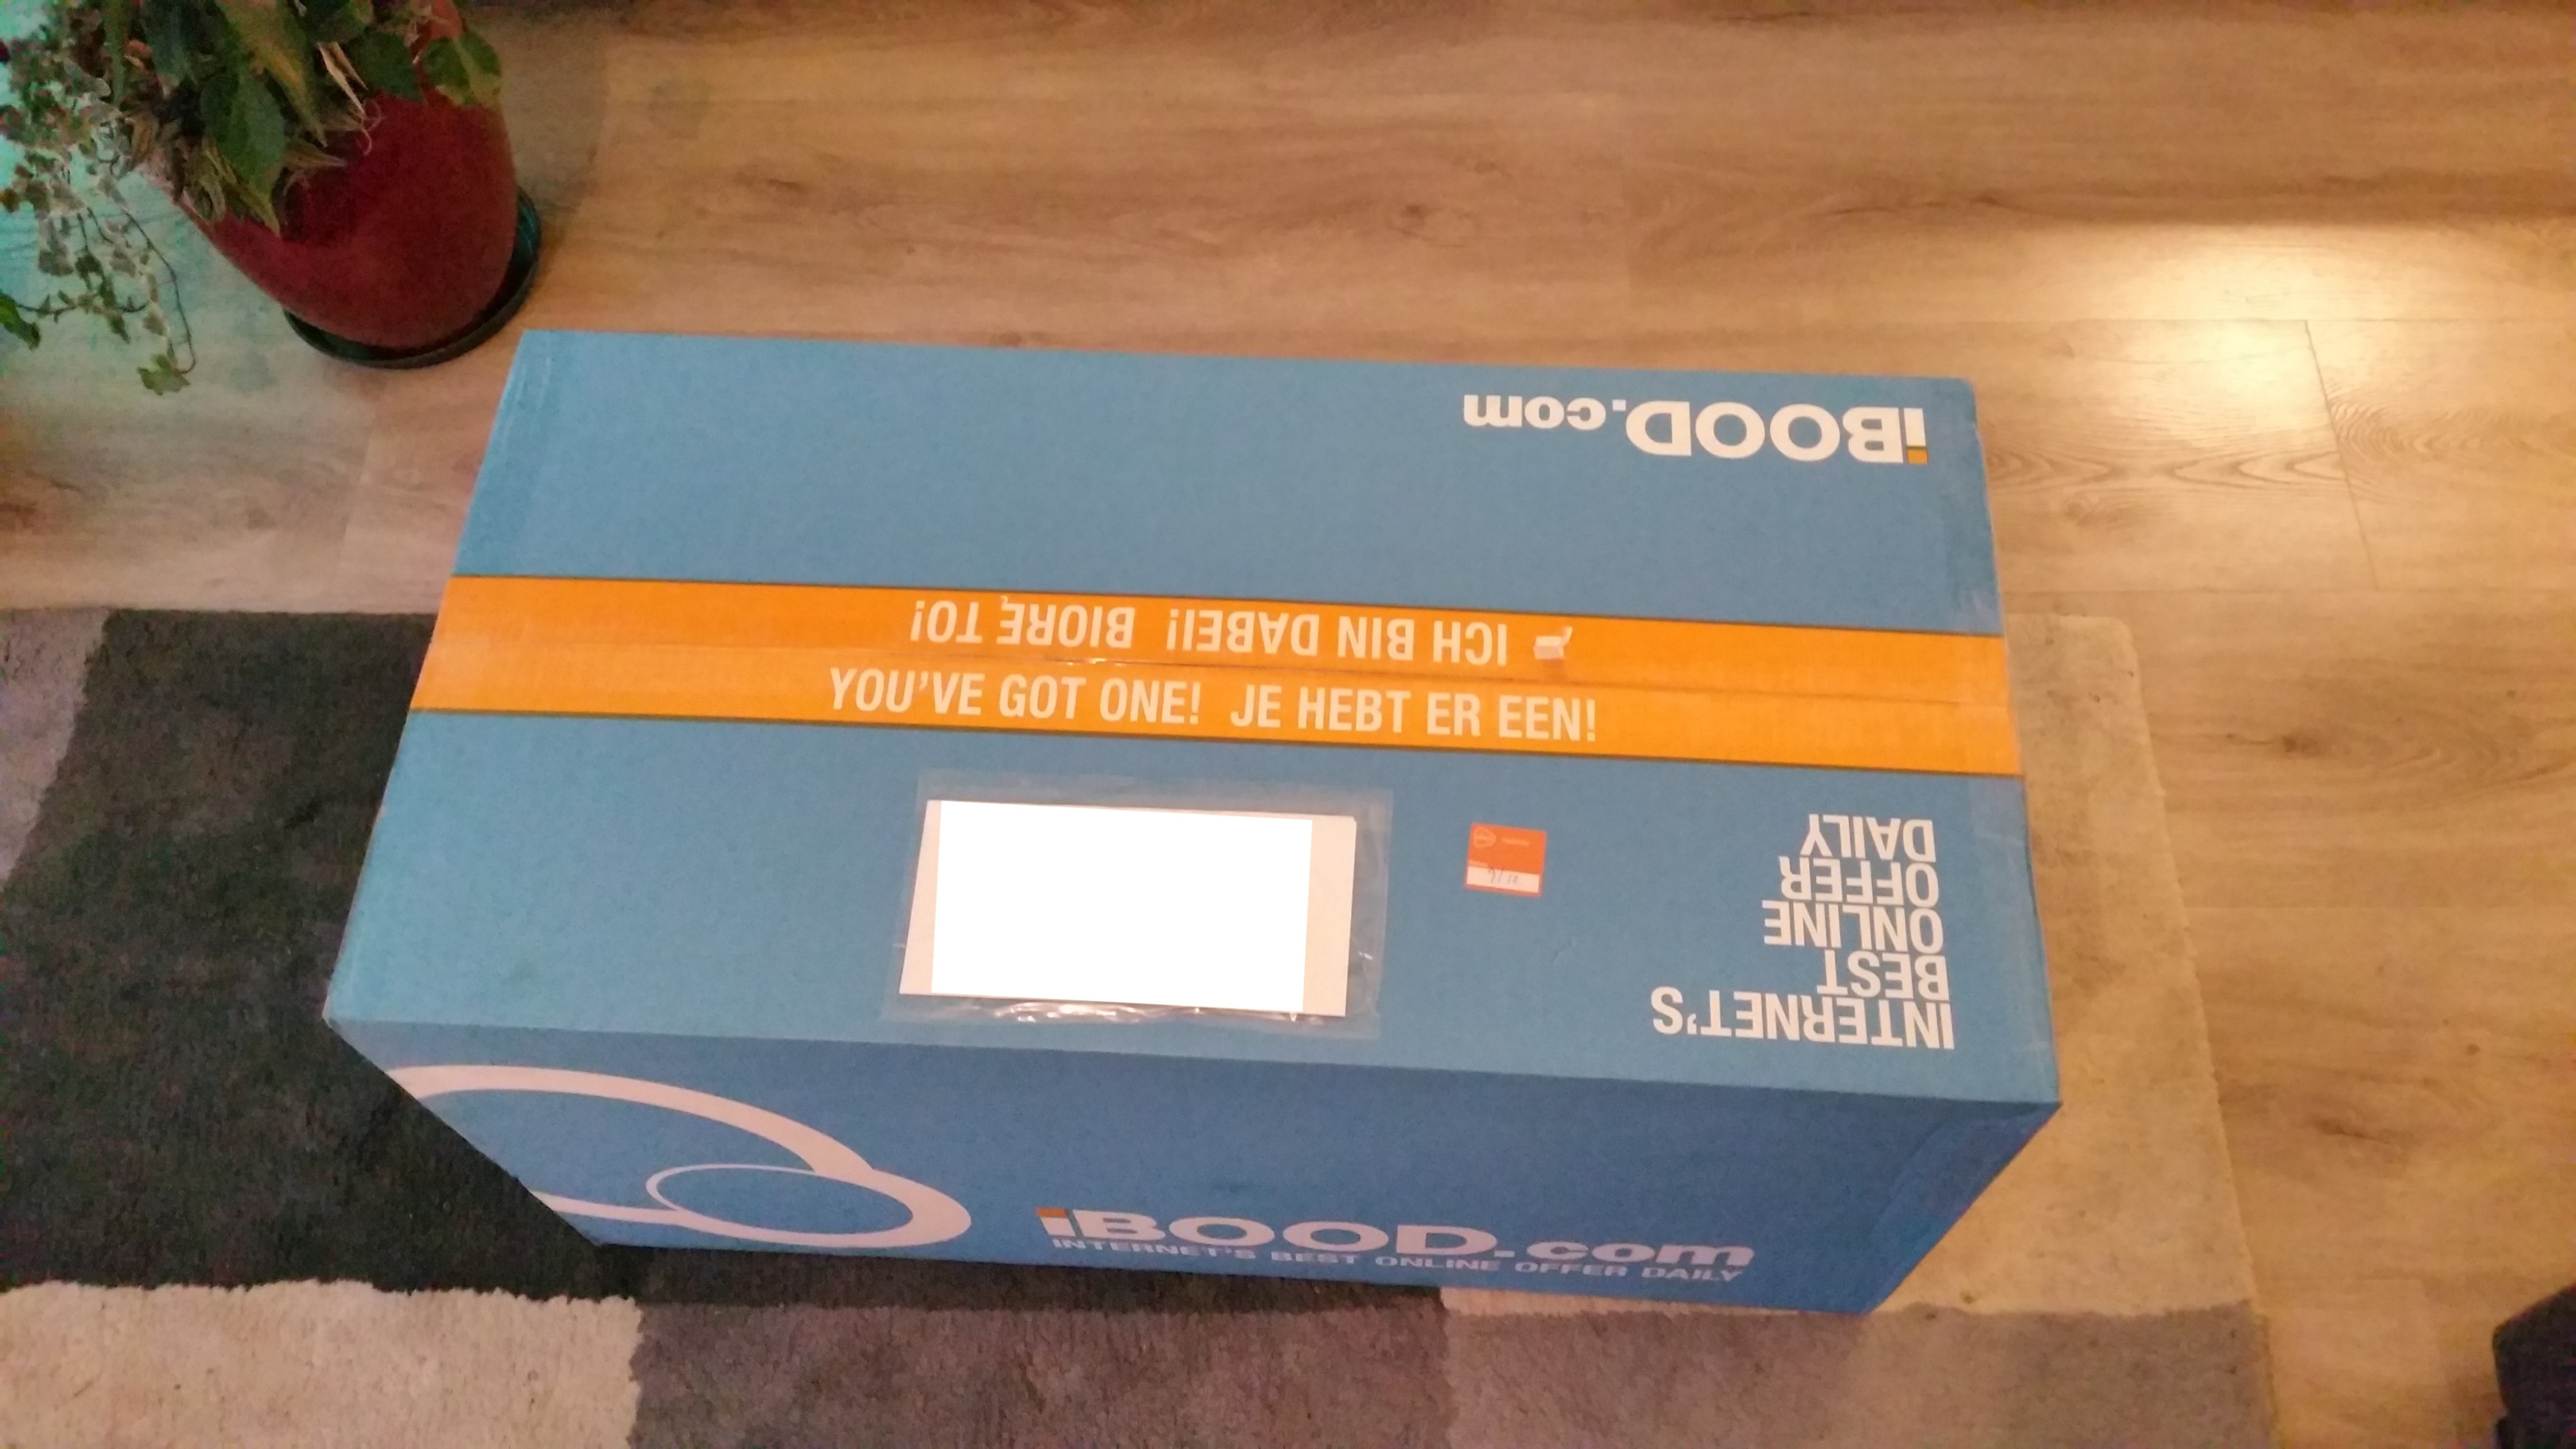 iBOOD.com
ICH BIN DABEI! BIORĘ TO!
YOU'VE GOT ONE! JE HEBT ER EEN!
INTERNET'S
BEST
ONLINE
OFFER
DAILY
iBOOD.com
INTERNET'S BEST ONLINE OFFER DAILY